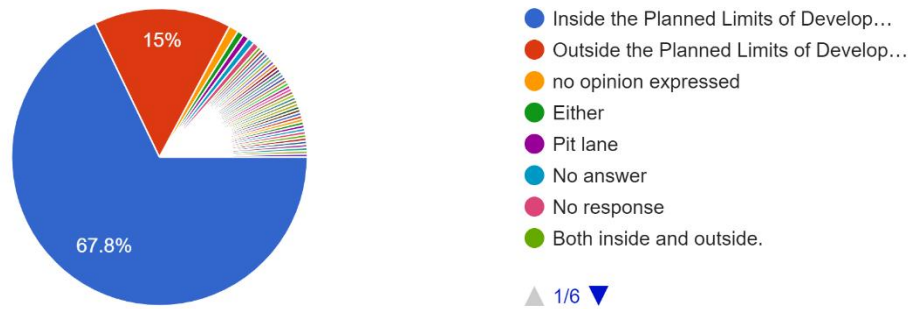 15%
67.8%
Inside the Planned Limits of Develop…
Outside the Planned Limits of Develop…
no opinion expressed
Either
Pit lane
No answer
No response
Both inside and outside.
1/6